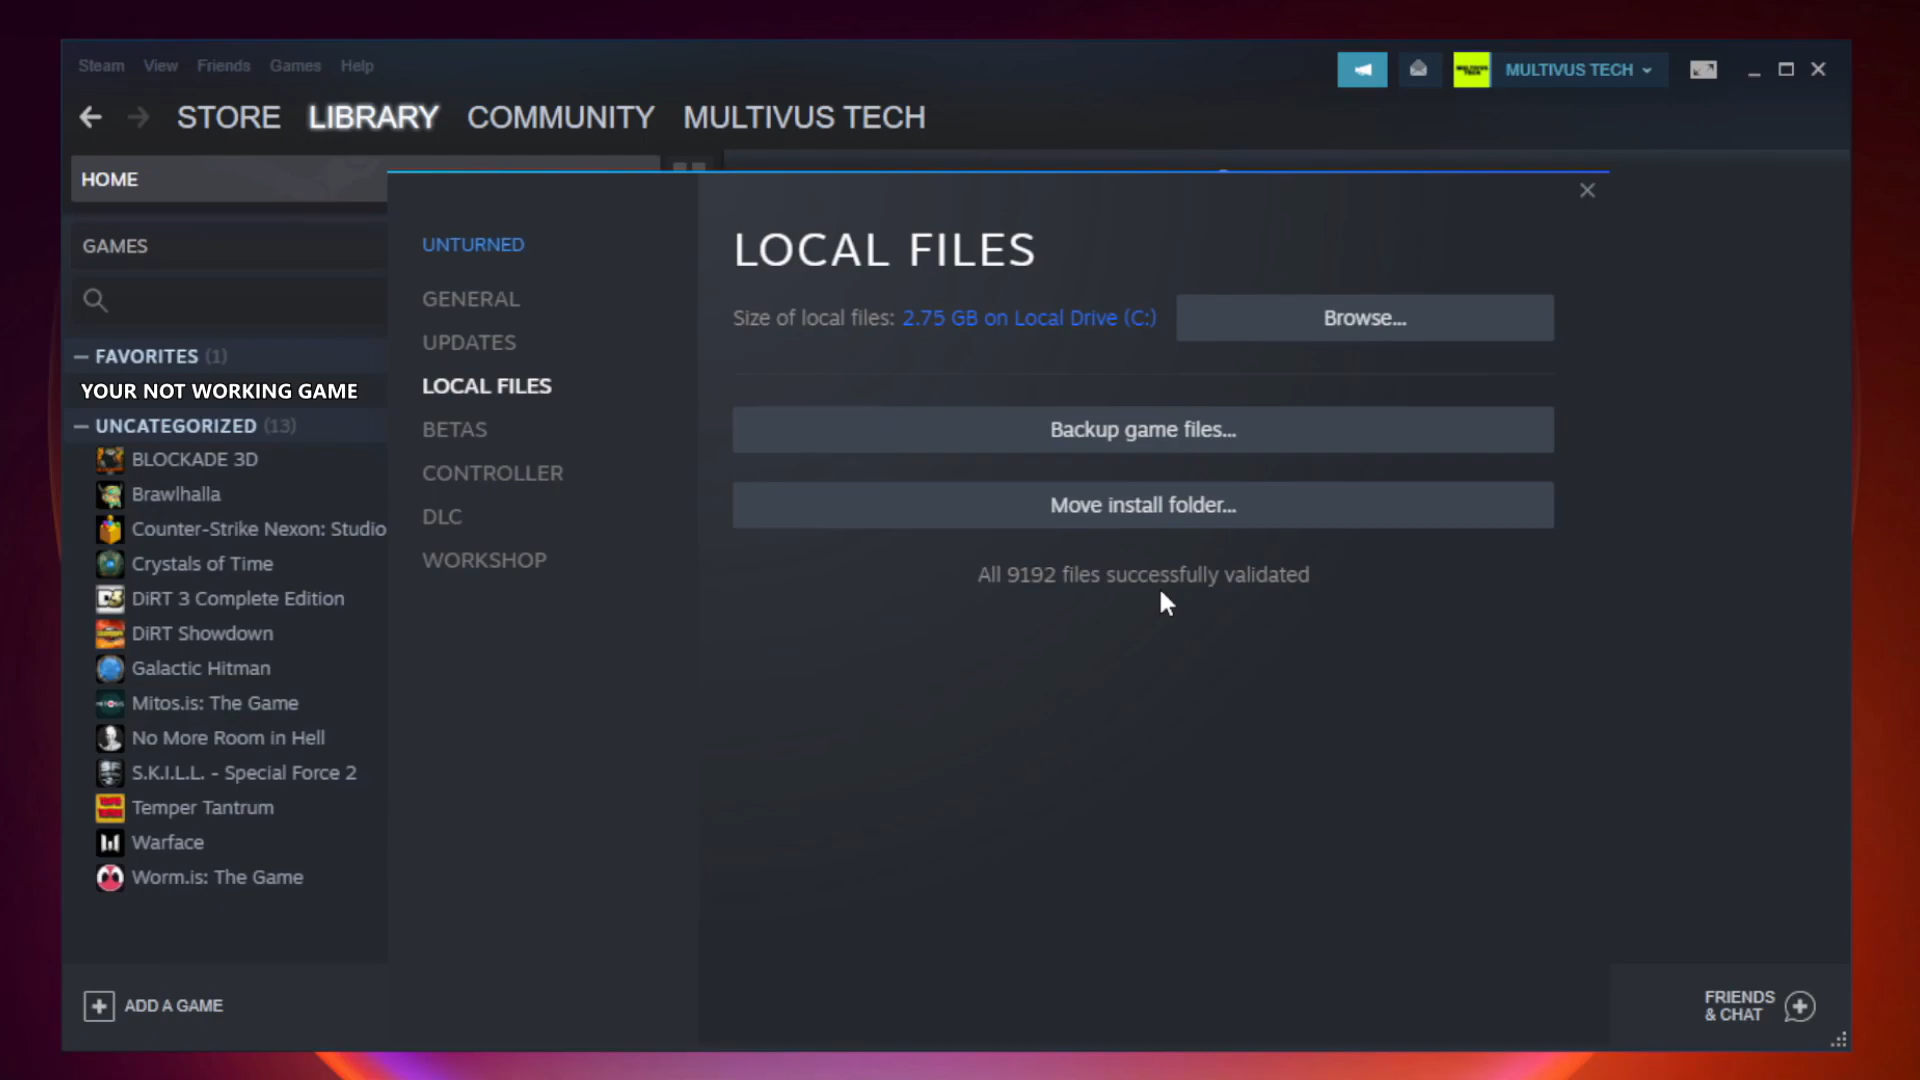 Steam View Friends Games Help
MULTIVUS TECH
STORE LIBRARY COMMUNITY MULTIVUS TECH
HOME
GAMES
FAVORITES (1)
YOUR NOT WORKING GAME
UNCATEGORIZED (13)
BLOCKADE 3D
Brawlhalla
Counter-Strike Nexon: Studio
Crystals of Time
DiRT 3 Complete Edition
DiRT Showdown
Galactic Hitman
Mitos.is: The Game
No More Room in Hell
S.K.I.L.L. - Special Force 2
Temper Tantrum
Warface
Worm.is: The Game
ADD A GAME
UNTURNED
GENERAL
UPDATES
LOCAL FILES
BETAS
CONTROLLER
DLC
WORKSHOP
LOCAL FILES
Size of local files: 2.75 GB on Local Drive (C:) Browse...
Backup game files...
Move install folder...
All 9192 files successfully validated
FRIENDS
& CHAT